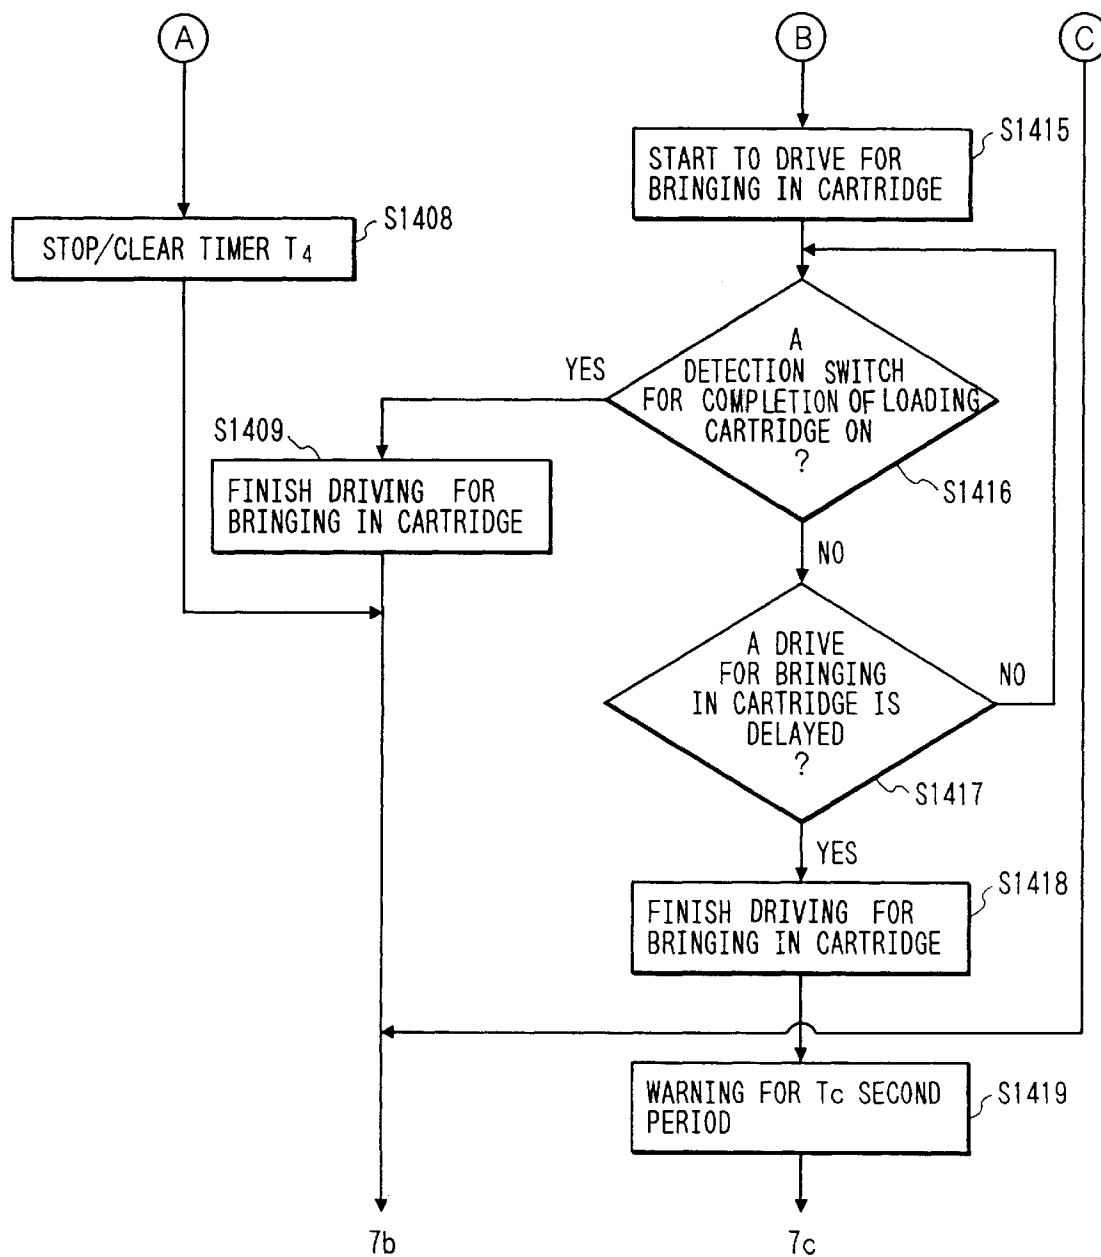 A
B
C
S1415
START TO DRIVE FOR
BRINGING IN CARTRIDGE
S1408
STOP/CLEAR TIMER T4
A
DETECTION SWITCH
FOR COMPLETION OF LOADING
CARTRIDGE ON
?
YES
S1416
NO
S1409
FINISH DRIVING FOR
BRINGING IN CARTRIDGE
A DRIVE
FOR BRINGING
IN CARTRIDGE IS
DELAYED
?
NO
S1417
YES
S1418
FINISH DRIVING FOR
BRINGING IN CARTRIDGE
WARNING FOR Tc SECOND
PERIOD
S1419
7b
7c